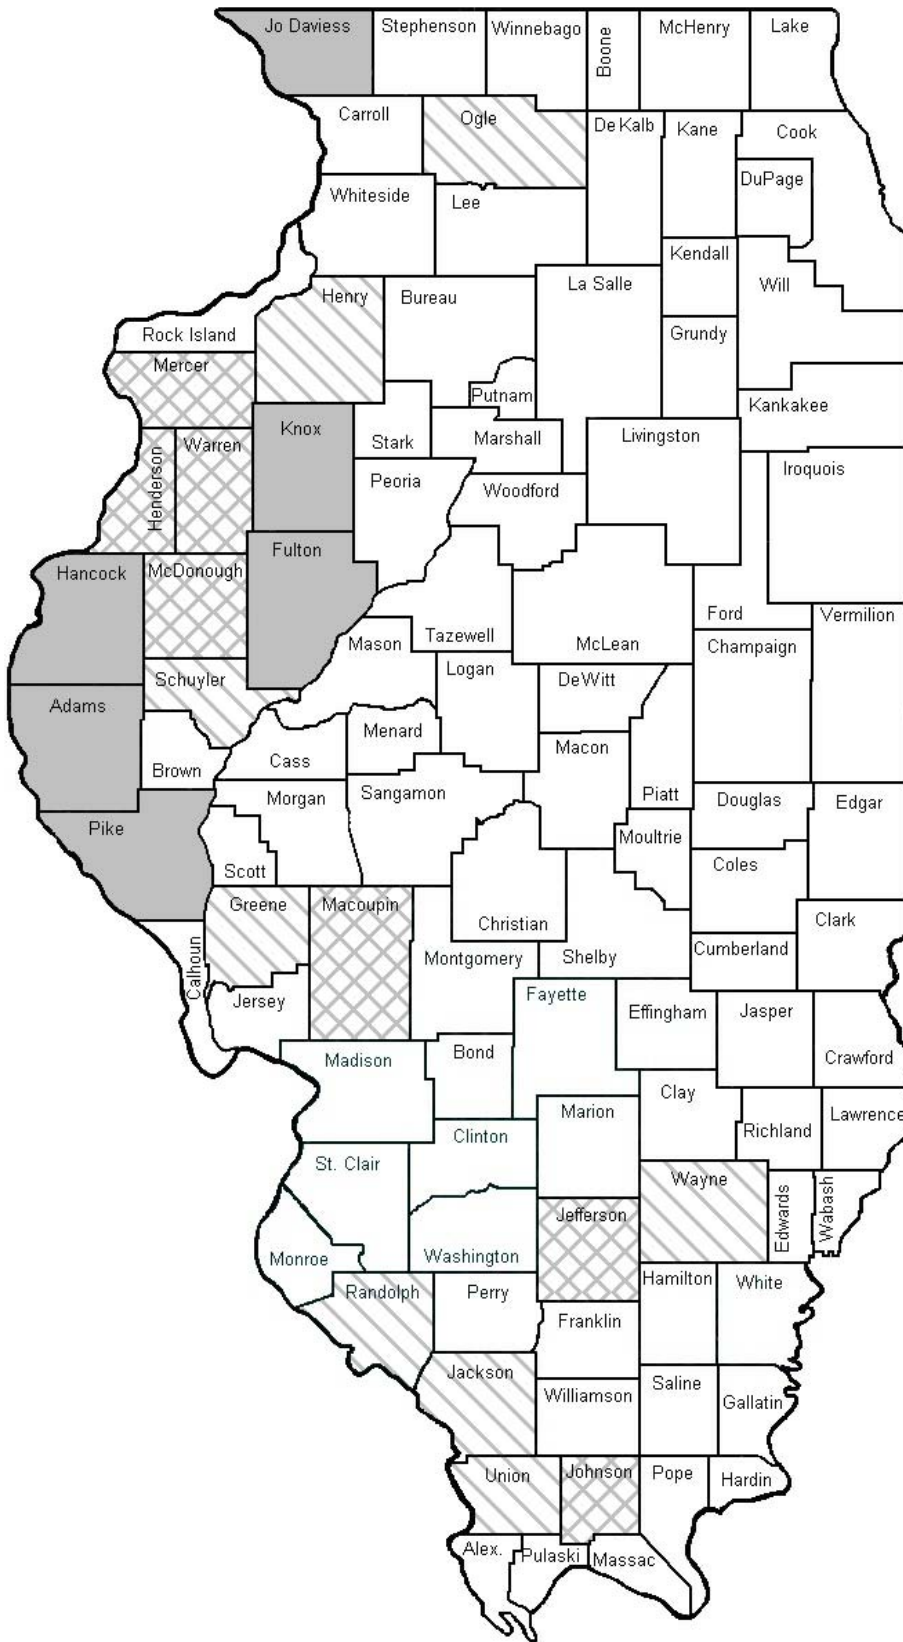 Jo Daviess
Stephenson
Winnebago
Boone
McHenry
Lake
Carroll
Ogle
De Kalb
Kane
Cook
DuPage
Whiteside
Lee
Kendall
Will
La Salle
Henry
Bureau
Rock Island
Grundy
Mercer
Putnam
Kankakee
Knox
Warren
Stark
Marshall
Livingston
Henderson
Peoria
Iroquois
Woodford
Hancock
McDonough
Fulton
Ford
Vermilion
Mason
Tazewell
McLean
Champaign
Schuyler
Logan
DeWitt
Adams
Menard
Macon
Brown
Cass
Morgan
Sangamon
Piatt
Douglas
Edgar
Pike
Moultrie
Scott
Coles
Greene
Macoupin
Christian
Clark
Calhoun
Montgomery
Shelby
Cumberland
Jersey
Fayette
Effingham
Jasper
Madison
Bond
Crawford
Clay
Marion
Lawrence
Clinton
Richland
St. Clair
Wayne
Edwards
Wabash
Jefferson
Monroe
Washington
Randolph
Perry
Hamilton
White
Franklin
Jackson
Williamson
Saline
Gallatin
Union
Johnson
Pope
Hardin
Alex.
Pulaski
Massac